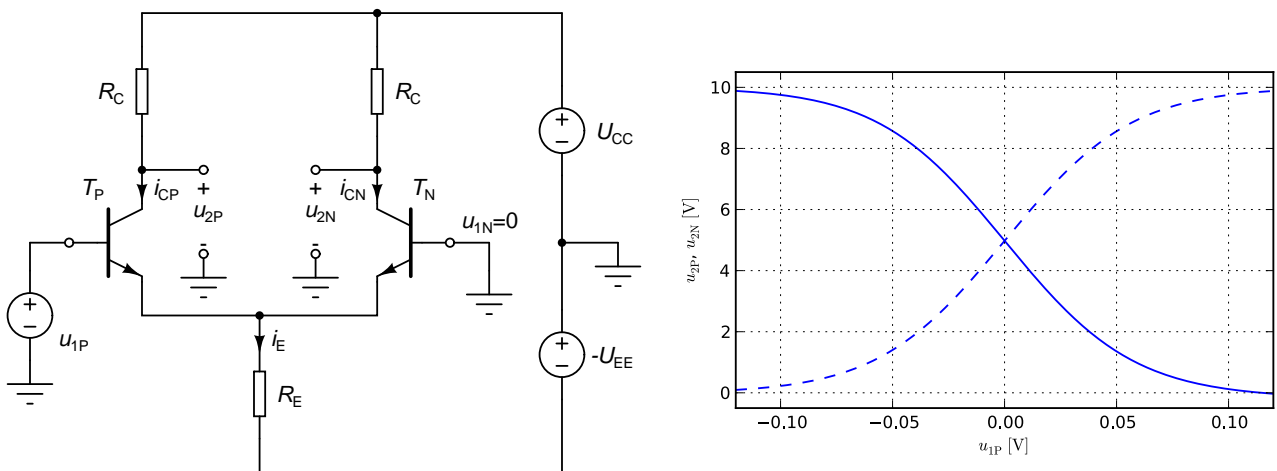 R_C
R_C
U_CC
+
−
T_P
i_CP
+
u_2P
-
+
u_2N
-
i_CN
T_N
u_1N=0
+
−
u_1P
i_E
R_E
+
−
-U_EE
10
8
6
4
2
0
u_2P, u_2N [V]
−0.10
−0.05
0.00
0.05
0.10
u_1P [V]